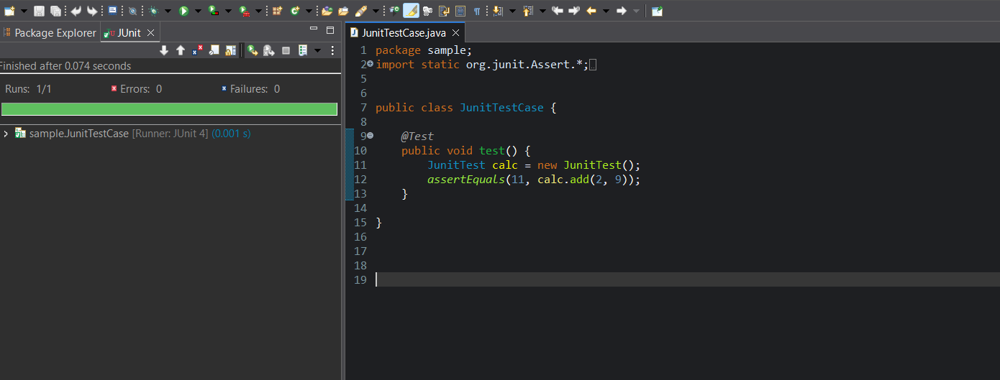 Package Explorer
JUnit
Finished after 0.074 seconds
Runs: 1/1
Errors: 0
Failures: 0
sample.JunitTestCase [Runner: JUnit 4] (0.001 s)
JunitTestCase.java
1 package sample;
2 import static org.junit.Assert.*;
5
6
7 public class JunitTestCase {
8
9 @Test
10 public void test() {
11 JunitTest calc = new JunitTest();
12 assertEquals(11, calc.add(2, 9));
13 }
14
15 }
16
17
18
19